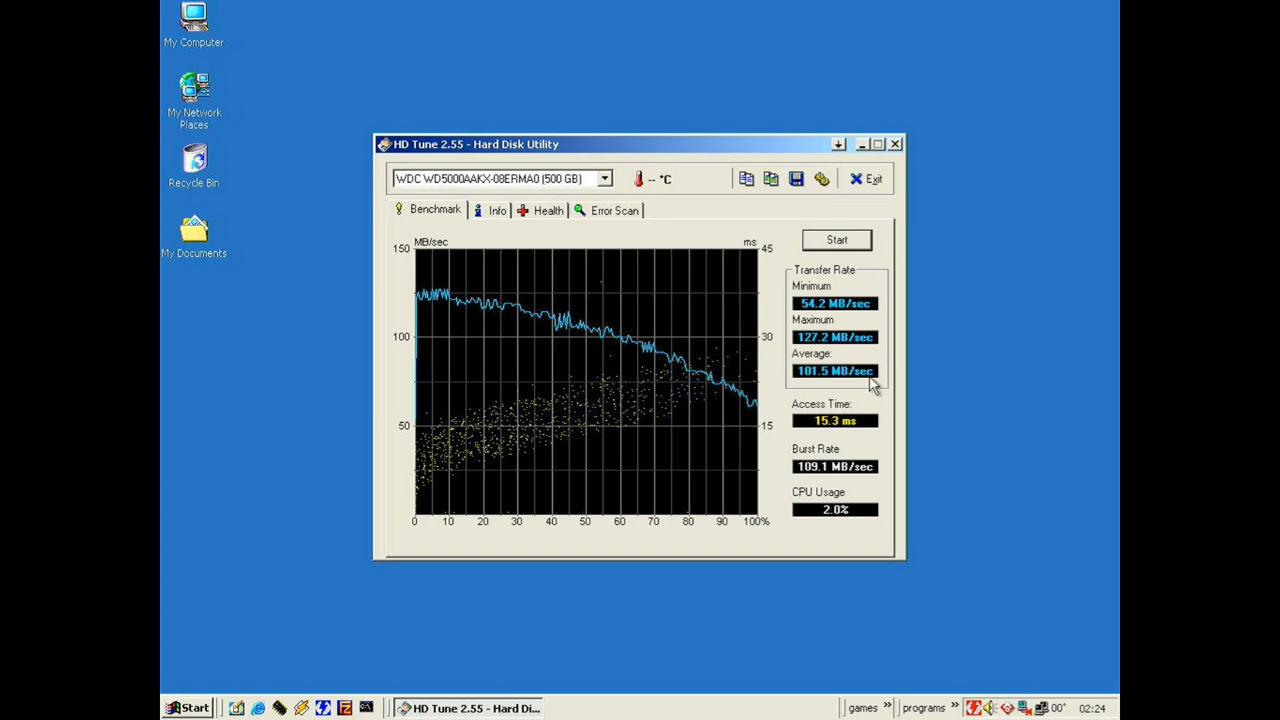 My Computer
My Network
Places
Recycle Bin
My Documents
HD Tune 2.55 - Hard Disk Utility
WDC WD5000AAKX-08ERMA0 (500 GB)
-- °C
Exit
Benchmark
Info
Health
Error Scan
MB/sec
ms
150
100
50
45
30
15
0 10 20 30 40 50 60 70 80 90 100%
Start
Transfer Rate
Minimum
54.2 MB/sec
Maximum
127.2 MB/sec
Average:
101.5 MB/sec
Access Time:
15.3 ms
Burst Rate
109.1 MB/sec
CPU Usage
2.0%
Start
HD Tune 2.55 - Hard Di...
games »
programs »
00°
02:24